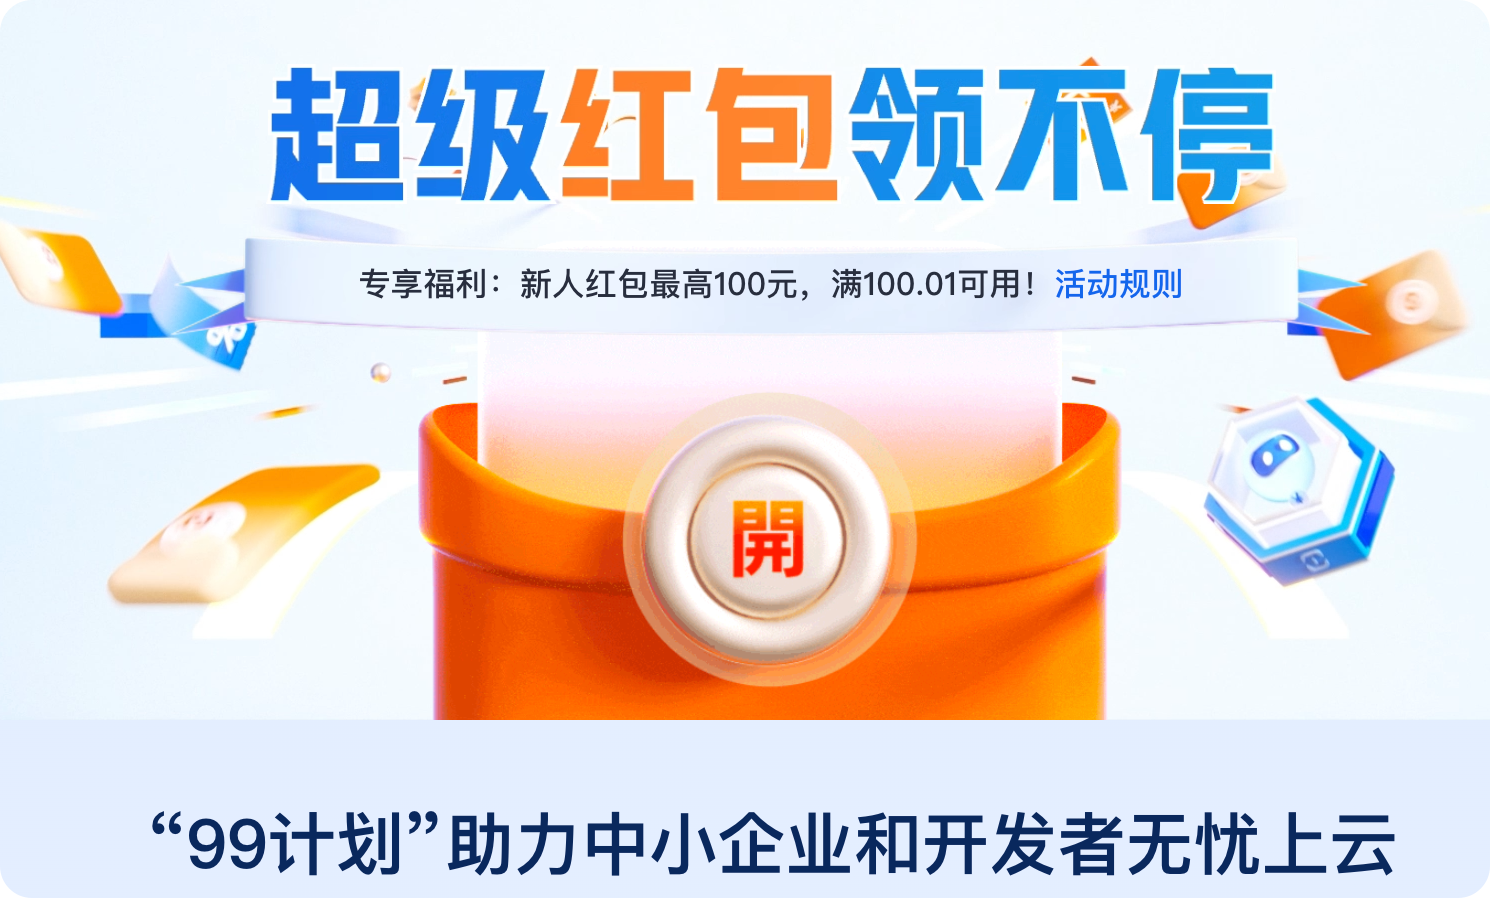 超级红包领不停
专享福利：新人红包最高100元，满100.01可用！活动规则
開
“99计划”助力中小企业和开发者无忧上云